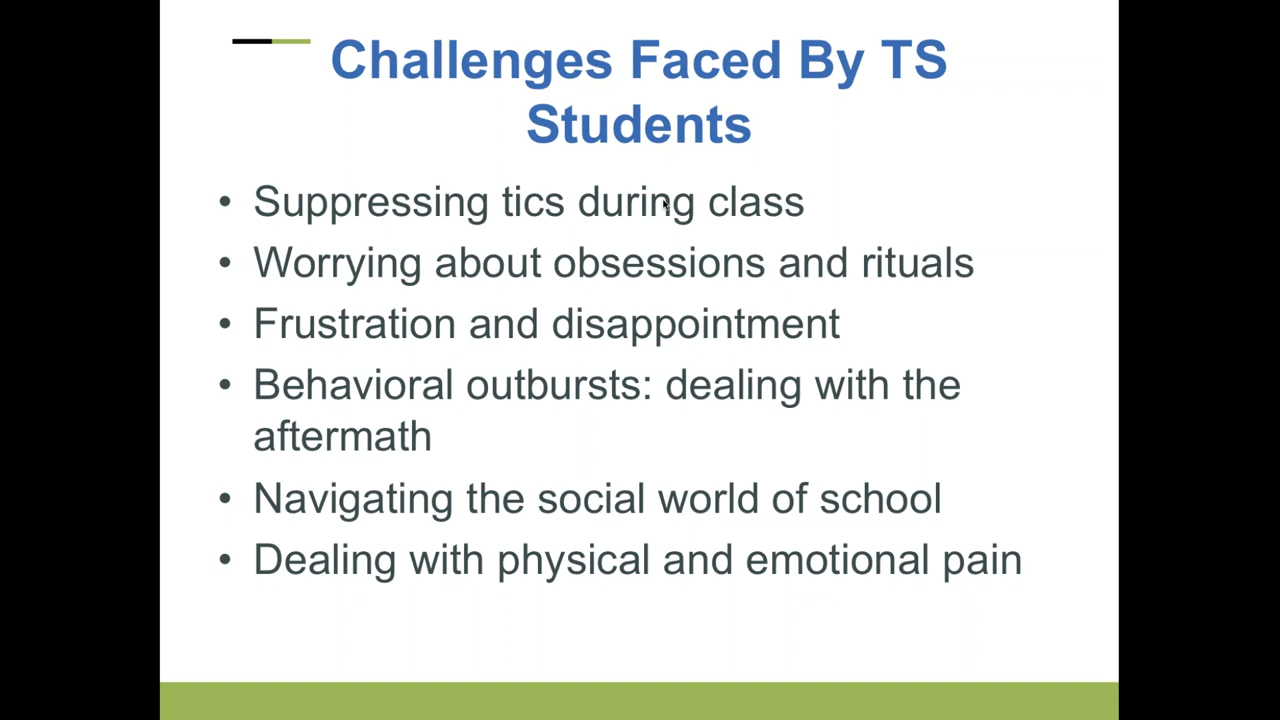 Challenges Faced By TS
Students
• Suppressing tics during class
• Worrying about obsessions and rituals
• Frustration and disappointment
• Behavioral outbursts: dealing with the
aftermath
• Navigating the social world of school
• Dealing with physical and emotional pain